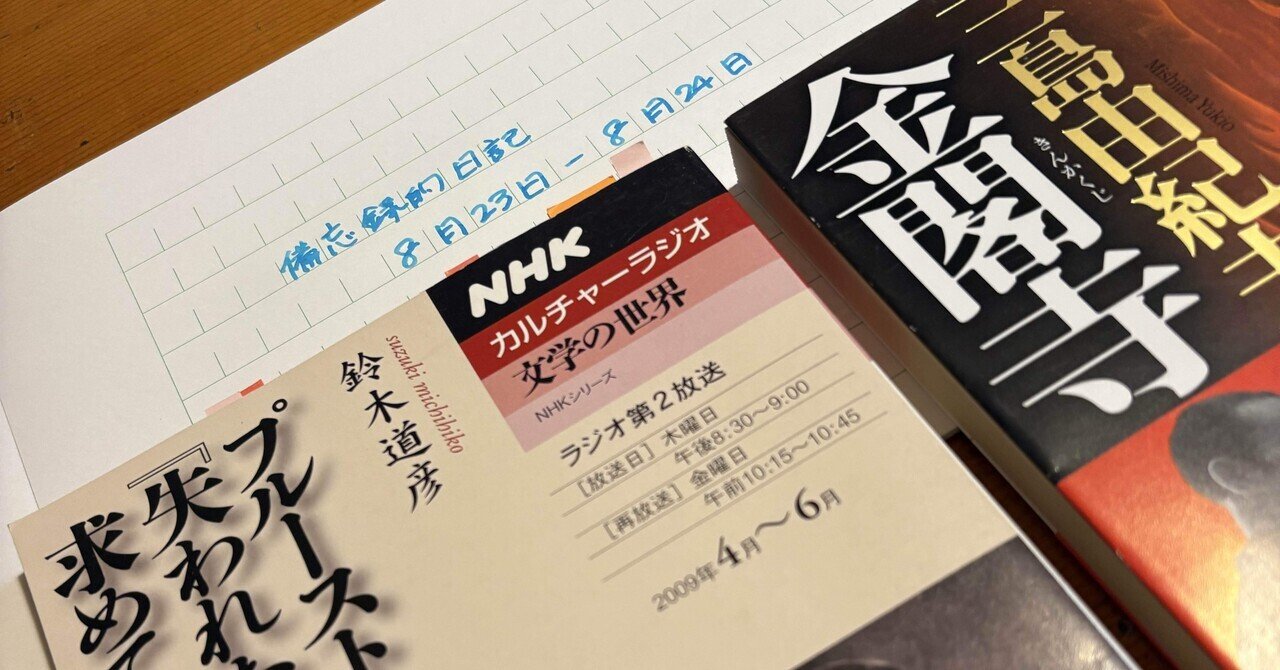 備忘録的日記
8月23日-8月24日
NHK
カルチャーラジオ
文学の世界
NHKシリーズ
ラジオ第2放送
[放送日] 木曜日
午後8:30～9:00
[再放送] 金曜日
午前10:15～10:45
2009年4月～6月
鈴木道彦
suzuki michihiko
プルースト
『失われ
求めて
三島由紀
Mishima Yukio
金閣寺
きんかくじ